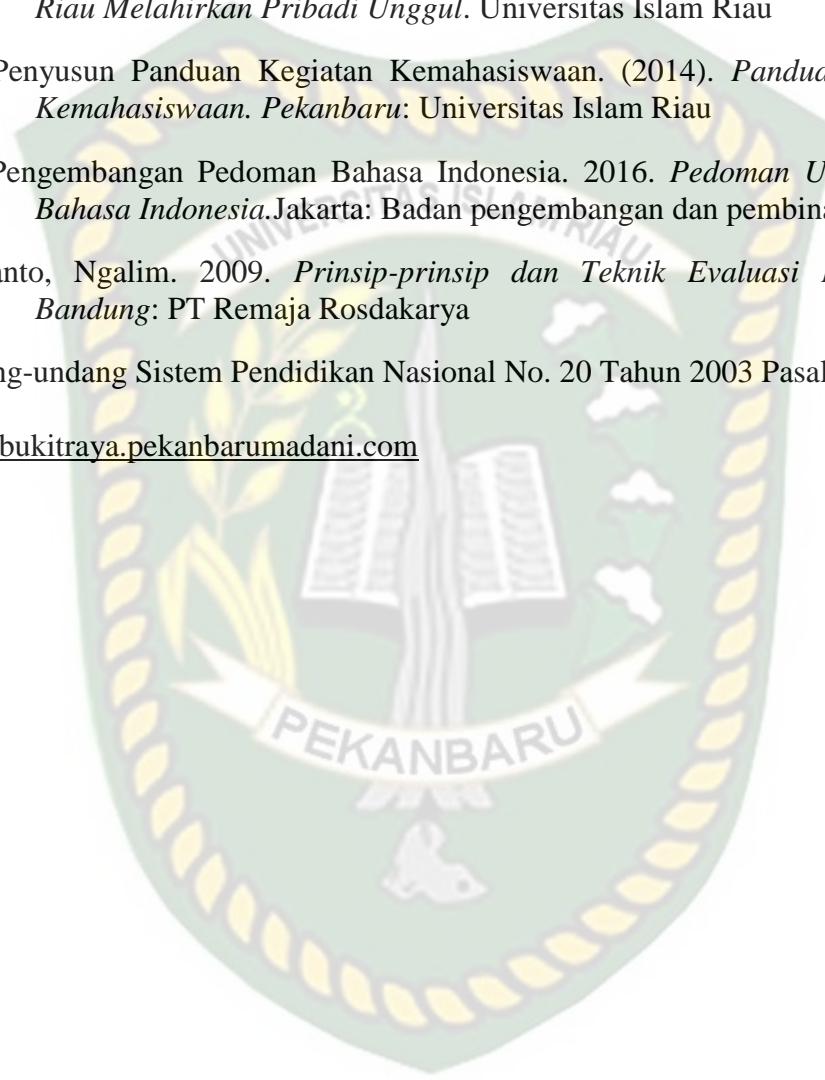 Riau Melahirkan Pribadi Unggul. Universitas Islam Riau
Penyusun Panduan Kegiatan Kemahasiswaan. (2014). Pandua
Kemahasiswaan. Pekanbaru: Universitas Islam Riau
Pengembangan Pedoman Bahasa Indonesia. 2016. Pedoman U
Bahasa Indonesia.Jakarta: Badan pengembangan dan pembina
anto, Ngalim. 2009. Prinsip-prinsip dan Teknik Evaluasi
Bandung: PT Remaja Rosdakarya
ng-undang Sistem Pendidikan Nasional No. 20 Tahun 2003 Pasal
bukitraya.pekanbarumadani.com
UNIVERSITAS ISLAM RIAU
PEKANBARU